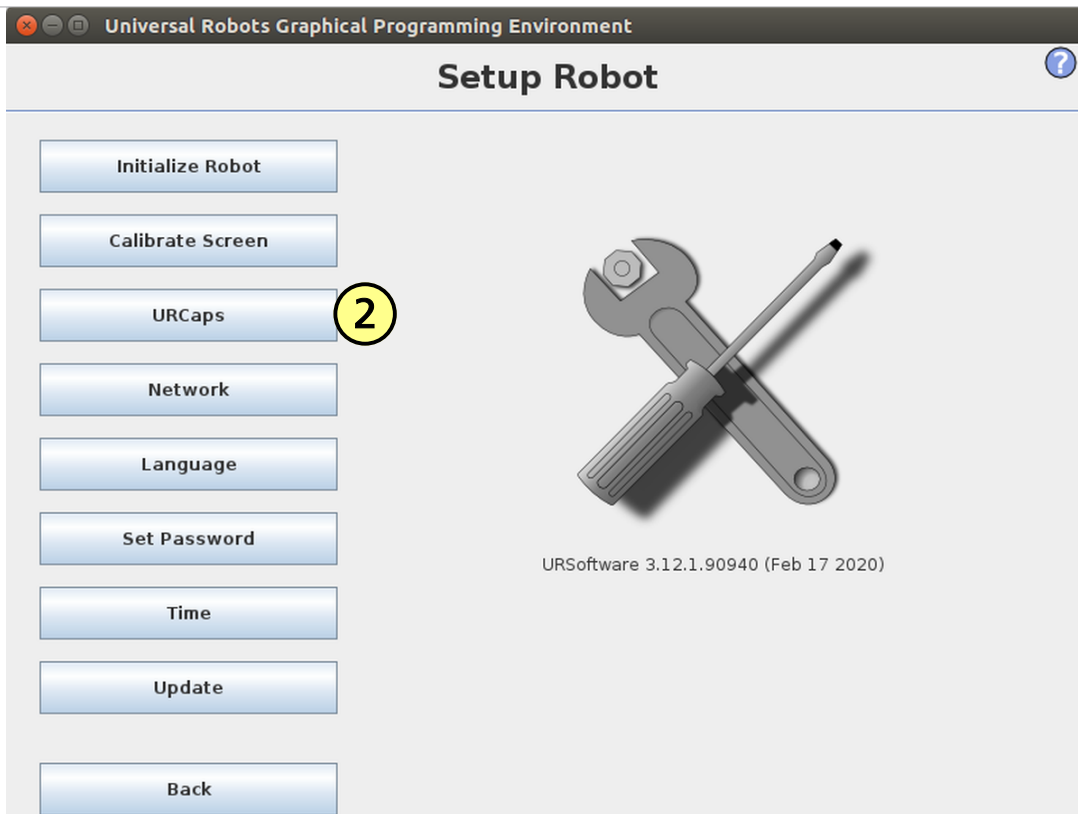 Universal Robots Graphical Programming Environment
Setup Robot
?
Initialize Robot
Calibrate Screen
URCaps
2
Network
Language
Set Password
Time
Update
URSoftware 3.12.1.90940 (Feb 17 2020)
Back